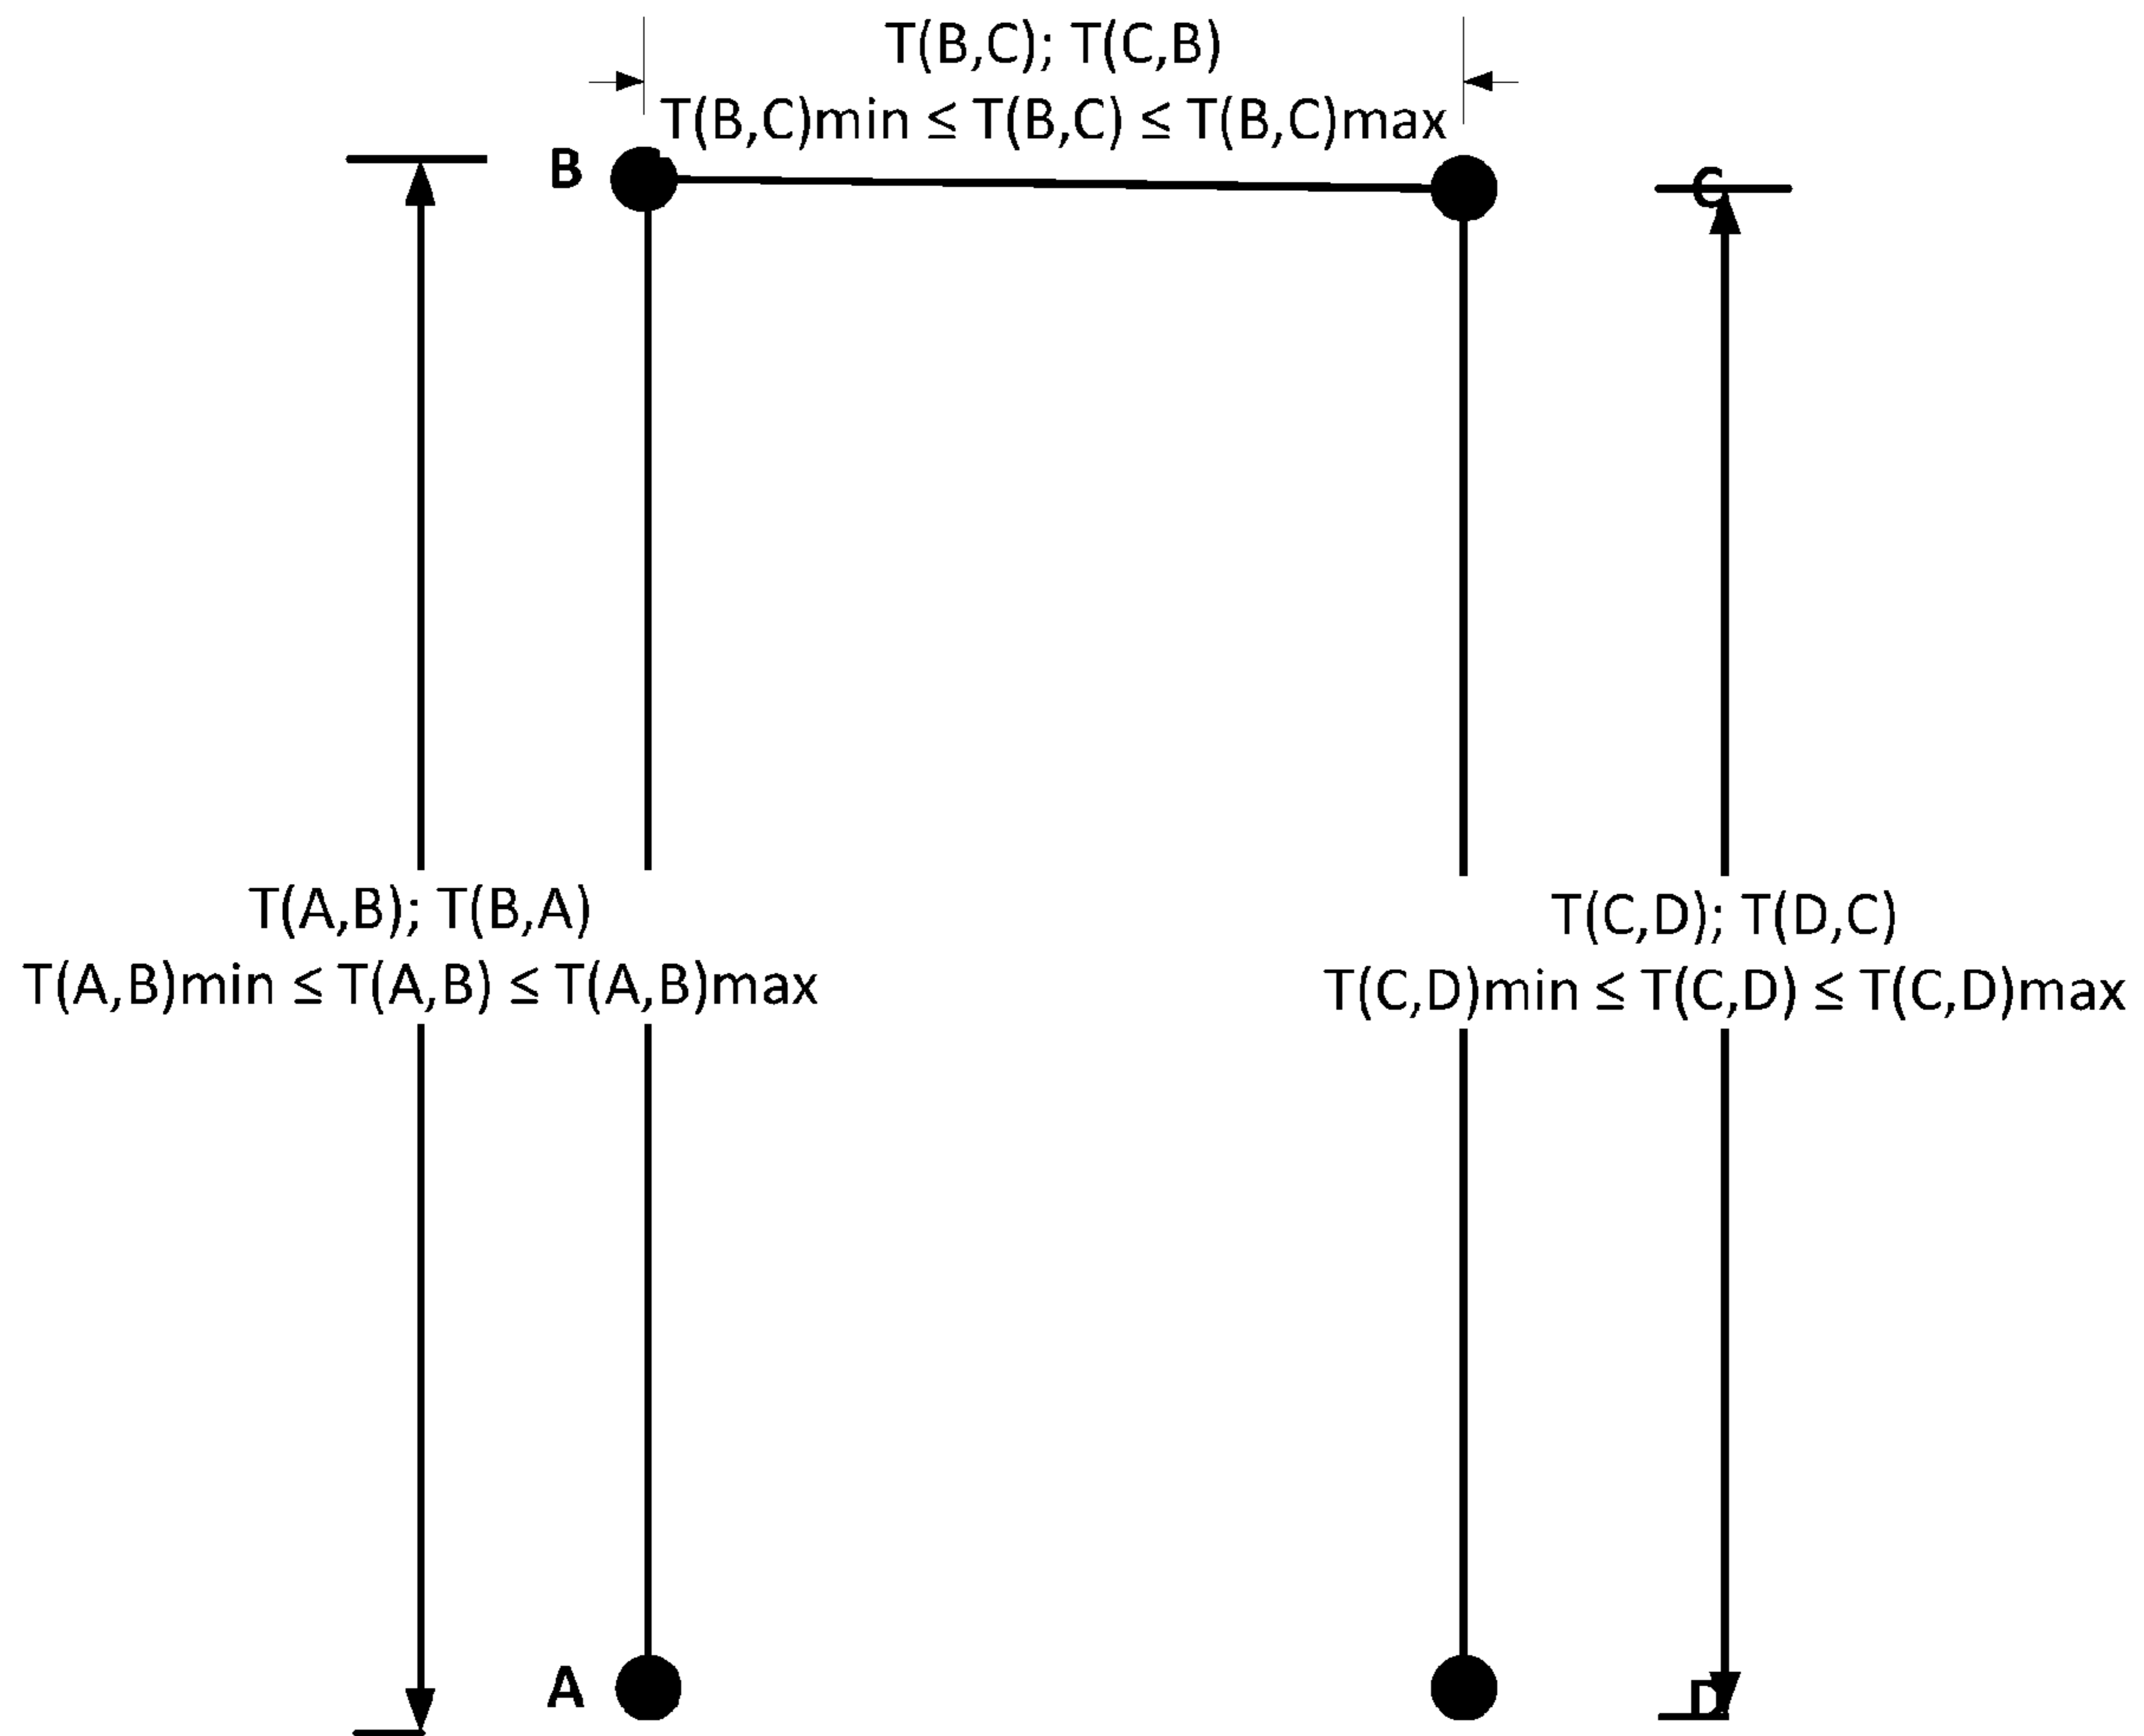 T(B,C); T(C,B)
T(B,C)min ≤ T(B,C) ≤ T(B,C)max
B
C
T(A,B); T(B,A)
T(A,B)min ≤ T(A,B) ≤ T(A,B)max
T(C,D); T(D,C)
T(C,D)min ≤ T(C,D) ≤ T(C,D)max
A
D